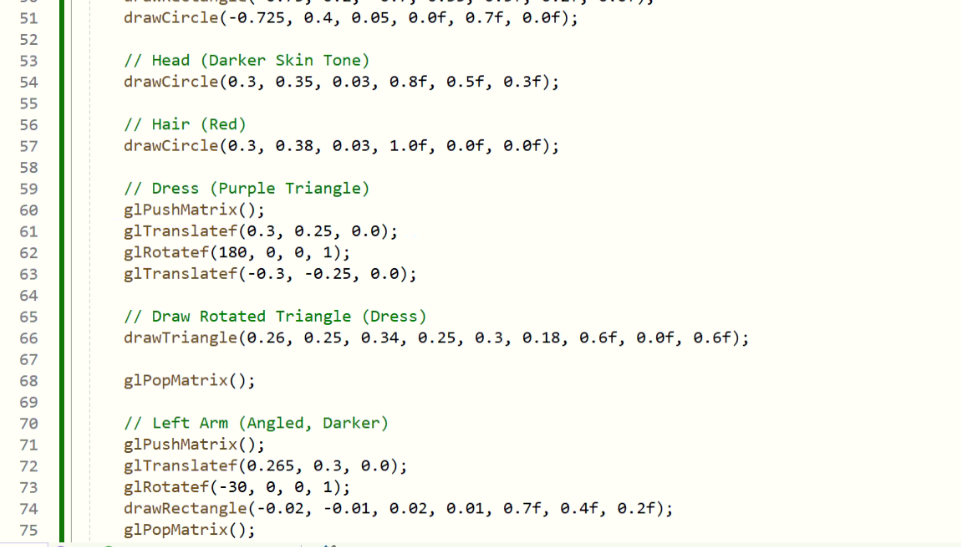 51 drawCircle(-0.725, 0.4, 0.05, 0.0f, 0.7f, 0.0f);
52
53 // Head (Darker Skin Tone)
54 drawCircle(0.3, 0.35, 0.03, 0.8f, 0.5f, 0.3f);
55
56 // Hair (Red)
57 drawCircle(0.3, 0.38, 0.03, 1.0f, 0.0f, 0.0f);
58
59 // Dress (Purple Triangle)
60 glPushMatrix();
61 glTranslatef(0.3, 0.25, 0.0);
62 glRotatef(180, 0, 0, 1);
63 glTranslatef(-0.3, -0.25, 0.0);
64
65 // Draw Rotated Triangle (Dress)
66 drawTriangle(0.26, 0.25, 0.34, 0.25, 0.3, 0.18, 0.6f, 0.0f, 0.6f);
67
68 glPopMatrix();
69
70 // Left Arm (Angled, Darker)
71 glPushMatrix();
72 glTranslatef(0.265, 0.3, 0.0);
73 glRotatef(-30, 0, 0, 1);
74 drawRectangle(-0.02, -0.01, 0.02, 0.01, 0.7f, 0.4f, 0.2f);
75 glPopMatrix();